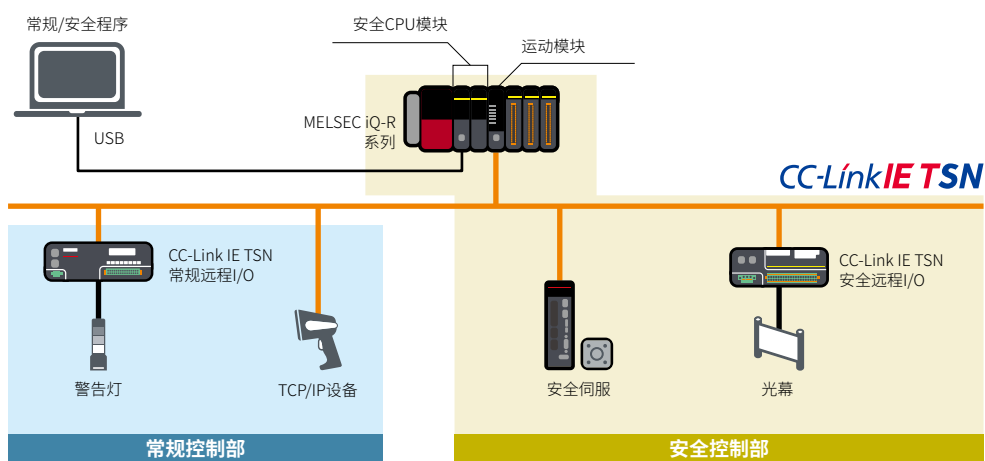 常规/安全程序
安全CPU模块
运动模块
MELSEC iQ-R
系列
USB
CC-Link IE TSN
CC-Link IE TSN
常规远程I/O
CC-Link IE TSN
安全远程I/O
警告灯
TCP/IP设备
安全伺服
光幕
常规控制部
安全控制部